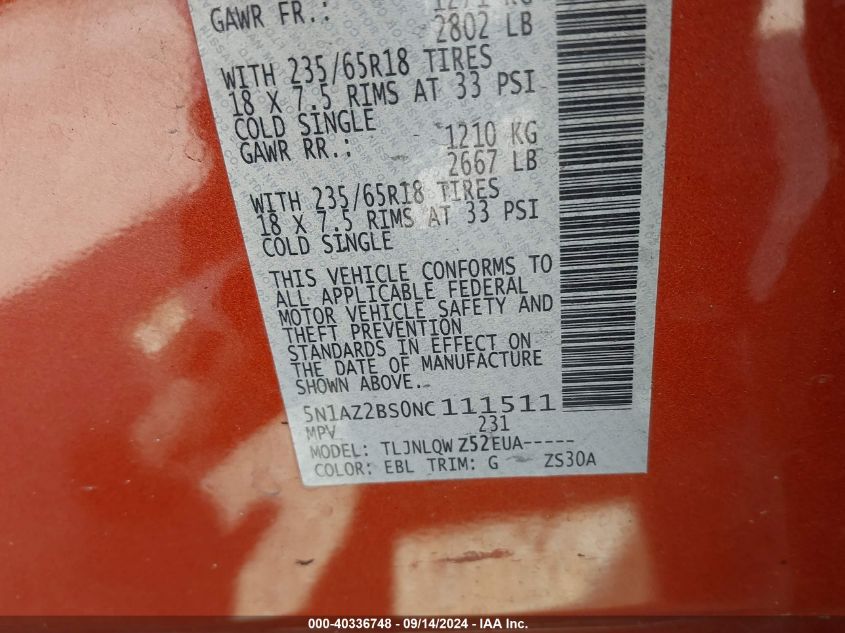 GAWR FR.: 1271 KG
2802 LB
WITH 235/65R18 TIRES
18 X 7.5 RIMS AT 33 PSI
COLD SINGLE
GAWR RR.: 1210 KG
2667 LB
WITH 235/65R18 TIRES
18 X 7.5 RIMS AT 33 PSI
COLD SINGLE
THIS VEHICLE CONFORMS TO
ALL APPLICABLE FEDERAL
MOTOR VEHICLE SAFETY AND
THEFT PREVENTION
STANDARDS IN EFFECT ON
THE DATE OF MANUFACTURE
SHOWN ABOVE.
5N1AZ2BS0NC111511
MPV 231
MODEL: TLJNLQW Z52EUA-----
COLOR: EBL TRIM: G ZS30A
000-40336748 - 09/14/2024 - IAA Inc.